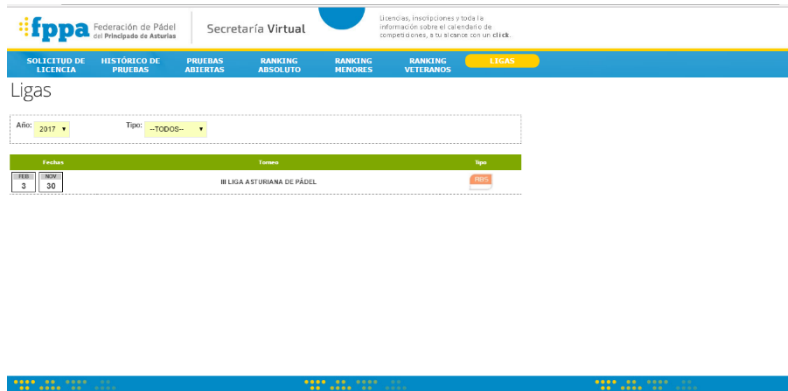 fppa Federación de Pádel
del Principado de Asturias
Secretaría Virtual
Licencias, inscripciones y toda la
información sobre el calendario de
competiciones, a tu alcance con un click.
SOLICITUD DE LICENCIA
HISTÓRICO DE PRUEBAS
PRUEBAS ABIERTAS
RANKING ABSOLUTO
RANKING MENORES
RANKING VETERANOS
LIGAS
Ligas
Año: 2017 Tipo: --TODOS--
Fechas Torneo Tipo
FEB NOV
3 30 III LIGA ASTURIANA DE PÁDEL